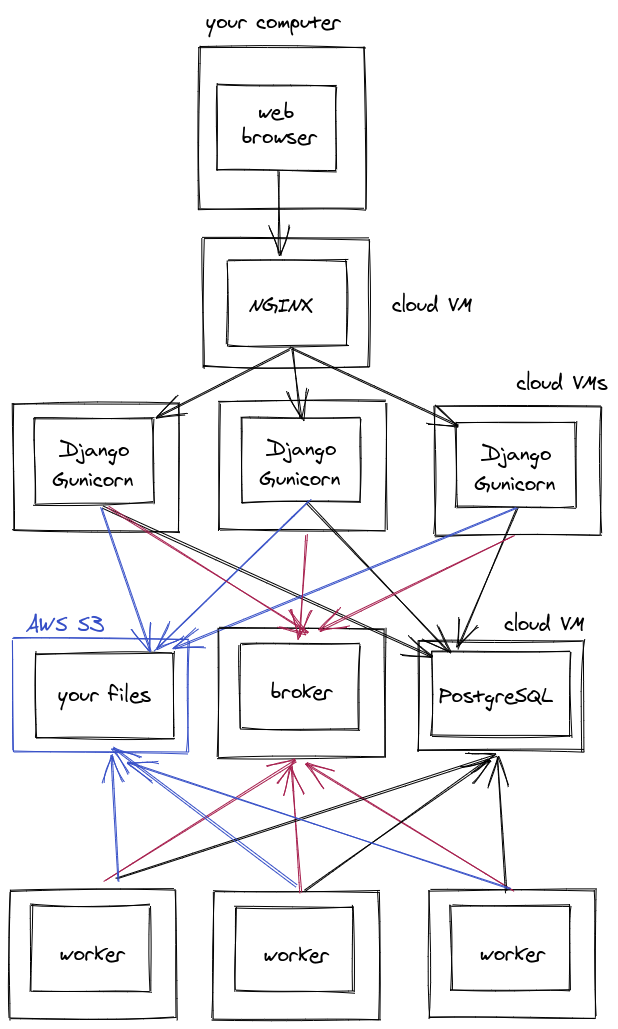 your computer
web
browser
NGINX
cloud VM
cloud VMs
Django
Gunicorn
Django
Gunicorn
Django
Gunicorn
AWS S3
cloud VM
your files
broker
PostgreSQL
worker
worker
worker